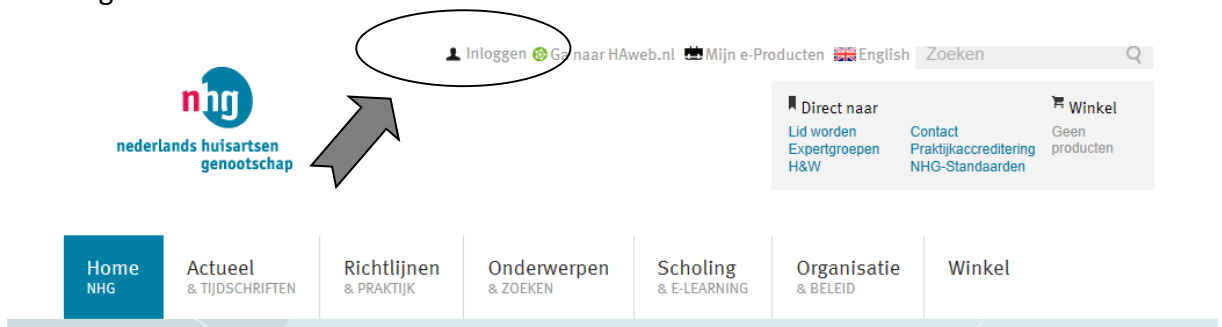 Inloggen Ga naar HAweb.nl Mijn e-Producten English Zoeken
nhg
nederlands huisartsen
genootschap
Direct naar
Lid worden
Expertgroepen
H&W
Contact
Praktijkaccreditering
NHG-Standaarden
Winkel
Geen
producten
Home
NHG
Actueel
& TIJDSCHRIFTEN
Richtlijnen
& PRAKTIJK
Onderwerpen
& ZOEKEN
Scholing
& E-LEARNING
Organisatie
& BELEID
Winkel